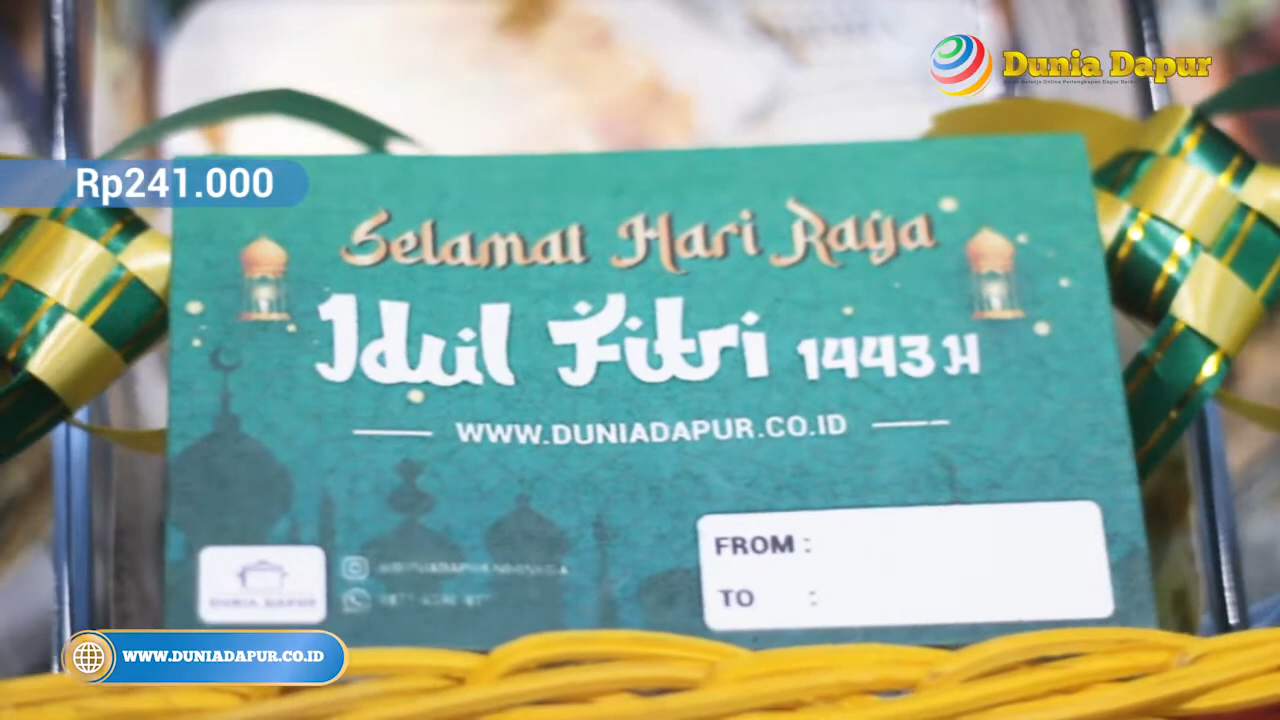 Dunia Dapur
Rp241.000
Selamat Hari Raya
Idul Fitri 1443 H
WWW.DUNIADAPUR.CO.ID
FROM :
TO :
DUNIA DAPUR
WWW.DUNIADAPUR.CO.ID